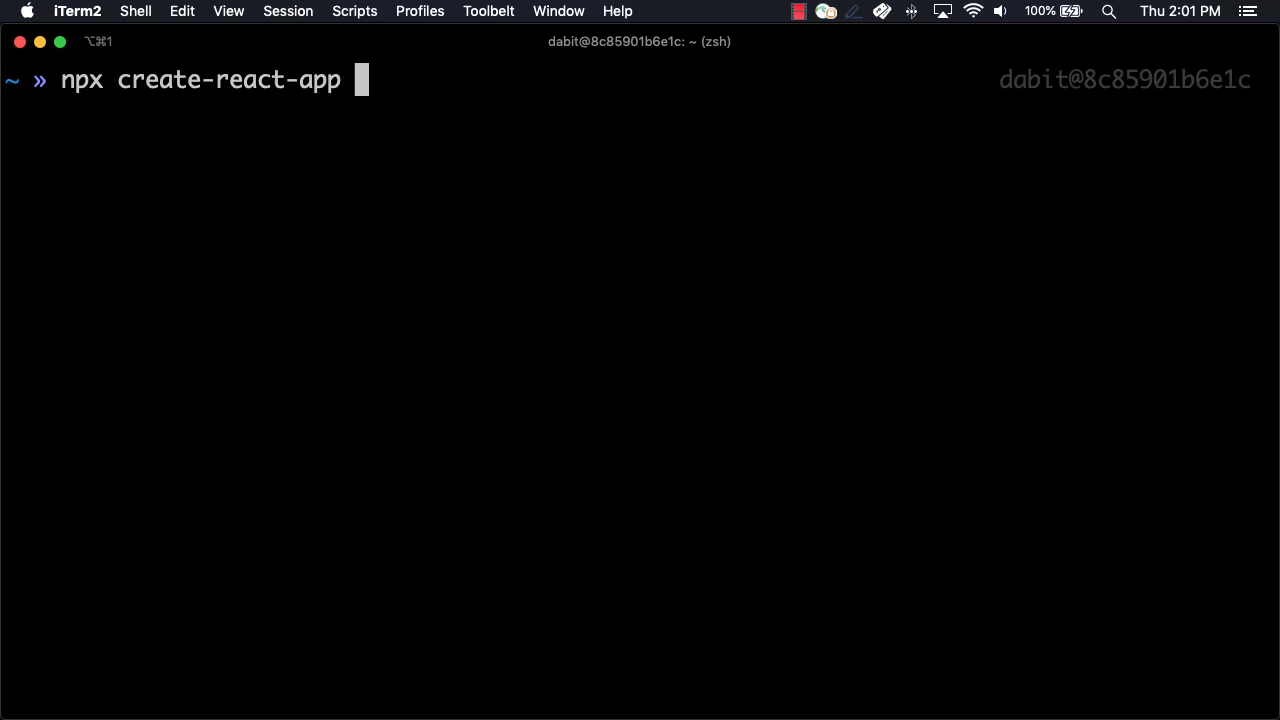 iTerm2 Shell Edit View Session Scripts Profiles Toolbelt Window Help 100% Thu 2:01 PM
⌥⌘1 dabit@8c85901b6e1c: ~ (zsh)
~ » npx create-react-app dabit@8c85901b6e1c